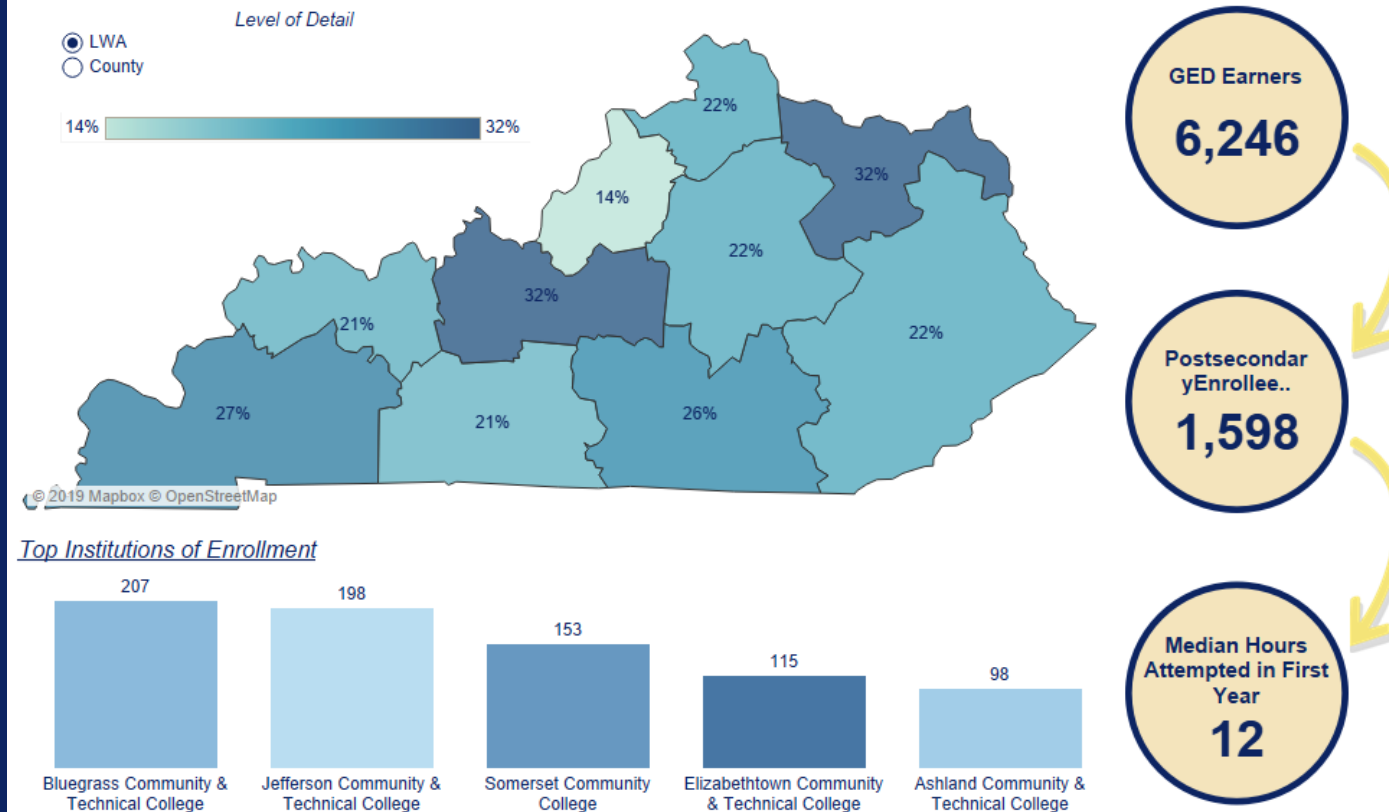 Level of Detail
LWA
County
14%
32%
22%
32%
14%
22%
32%
21%
22%
27%
21%
26%
© 2019 Mapbox © OpenStreetMap
GED Earners
6,246
Postsecondar
yEnrollee..
1,598
Median Hours
Attempted in First
Year
12
Top Institutions of Enrollment
207
198
153
115
98
Bluegrass Community &
Technical College
Jefferson Community &
Technical College
Somerset Community
College
Elizabethtown Community
& Technical College
Ashland Community &
Technical College